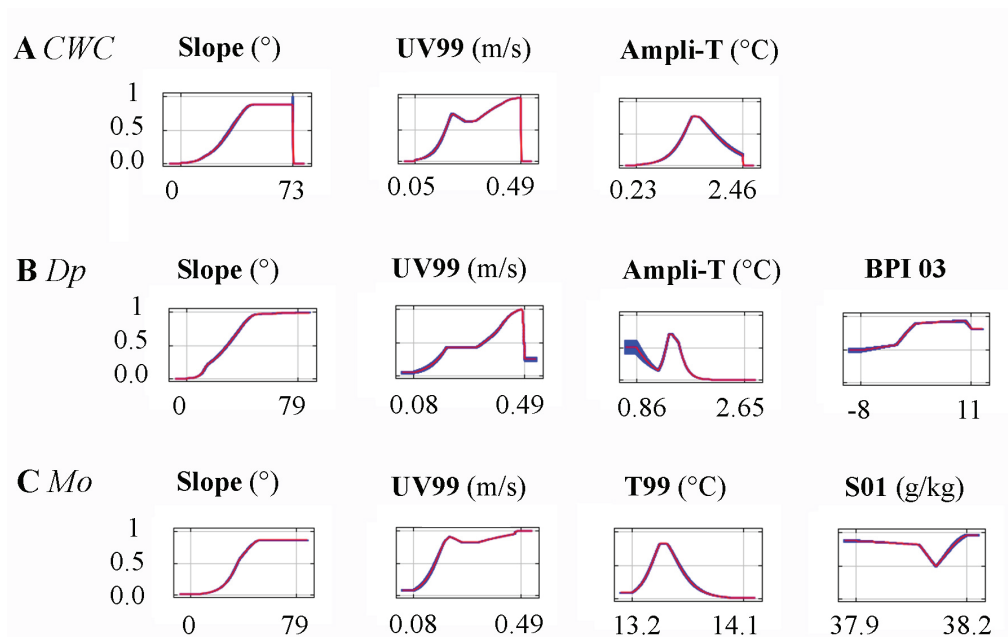 A CWC Slope (°) UV99 (m/s) Ampli-T (°C)
1
0.5
0.0
0 73 0.05 0.49 0.23 2.46
B Dp Slope (°) UV99 (m/s) Ampli-T (°C) BPI 03
1
0.5
0.0
0 79 0.08 0.49 0.86 2.65 -8 11
C Mo Slope (°) UV99 (m/s) T99 (°C) S01 (g/kg)
1
0.5
0.0
0 79 0.08 0.49 13.2 14.1 37.9 38.2